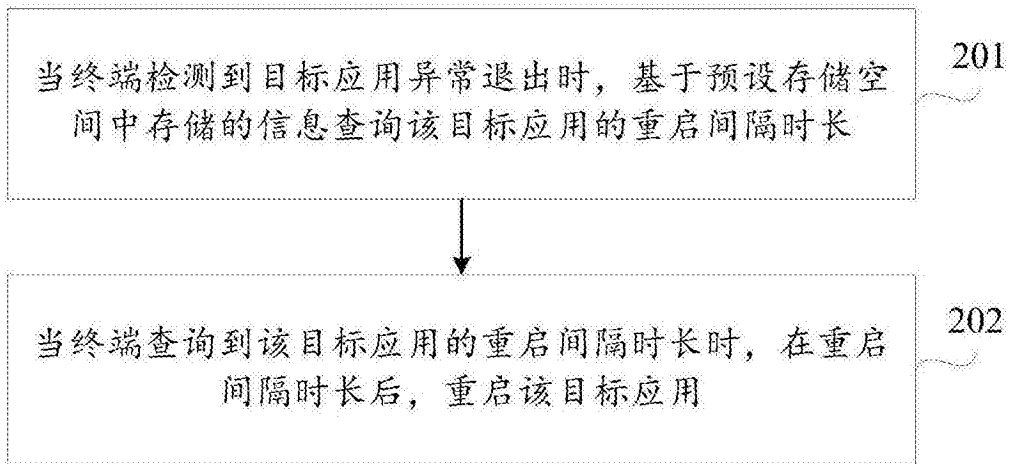 当终端检测到目标应用异常退出时，基于预设存储空
间中存储的信息查询该目标应用的重启间隔时长
201
当终端查询到该目标应用的重启间隔时长时，在重启
间隔时长后，重启该目标应用
202